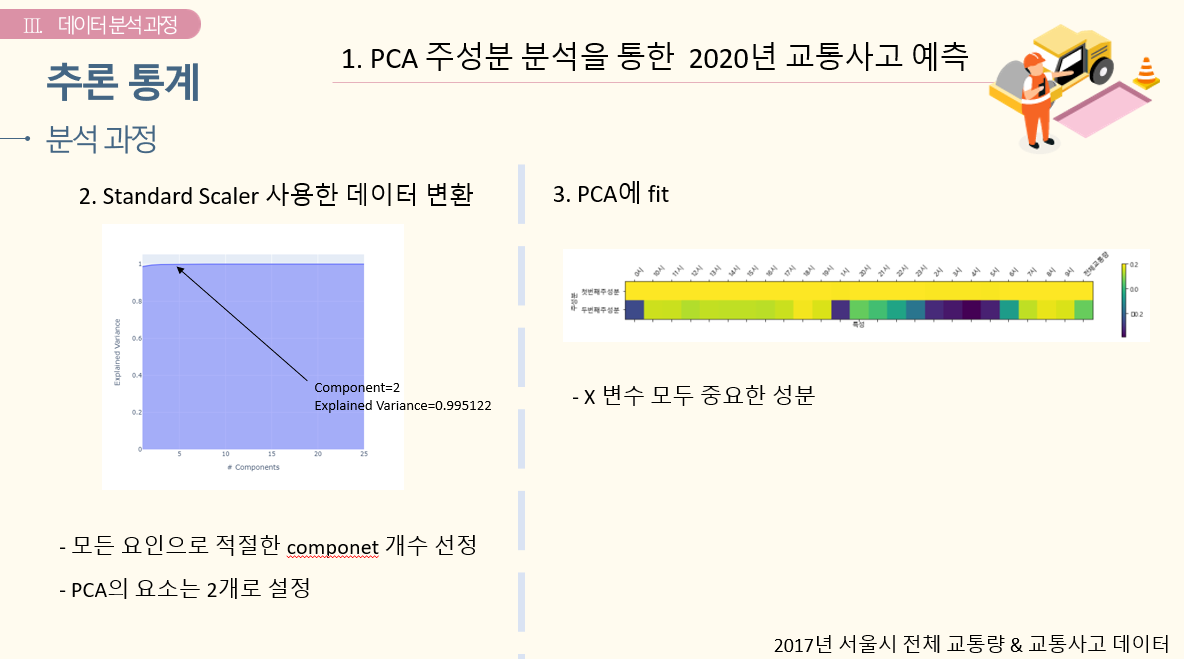 III. 데이터 분석 과정
추론 통계
분석 과정
1. PCA 주성분 분석을 통한 2020년 교통사고 예측
2. Standard Scaler 사용한 데이터 변환
1
0.8
0.6
0.4
0.2
0
Explained Variance
5 10 15 20 25
# Components
Component=2
Explained Variance=0.995122
- 모든 요인으로 적절한 componet 개수 선정
- PCA의 요소는 2개로 설정
3. PCA에 fit
0시 10시 11시 12시 13시 14시 15시 16시 17시 18시 19시 1시 20시 21시 22시 23시 2시 3시 4시 5시 6시 7시 8시 9시 전체교통량
첫번째주성분
두번째주성분
주성분
특성
0.2
0.0
□0.2
- X 변수 모두 중요한 성분
2017년 서울시 전체 교통량 & 교통사고 데이터